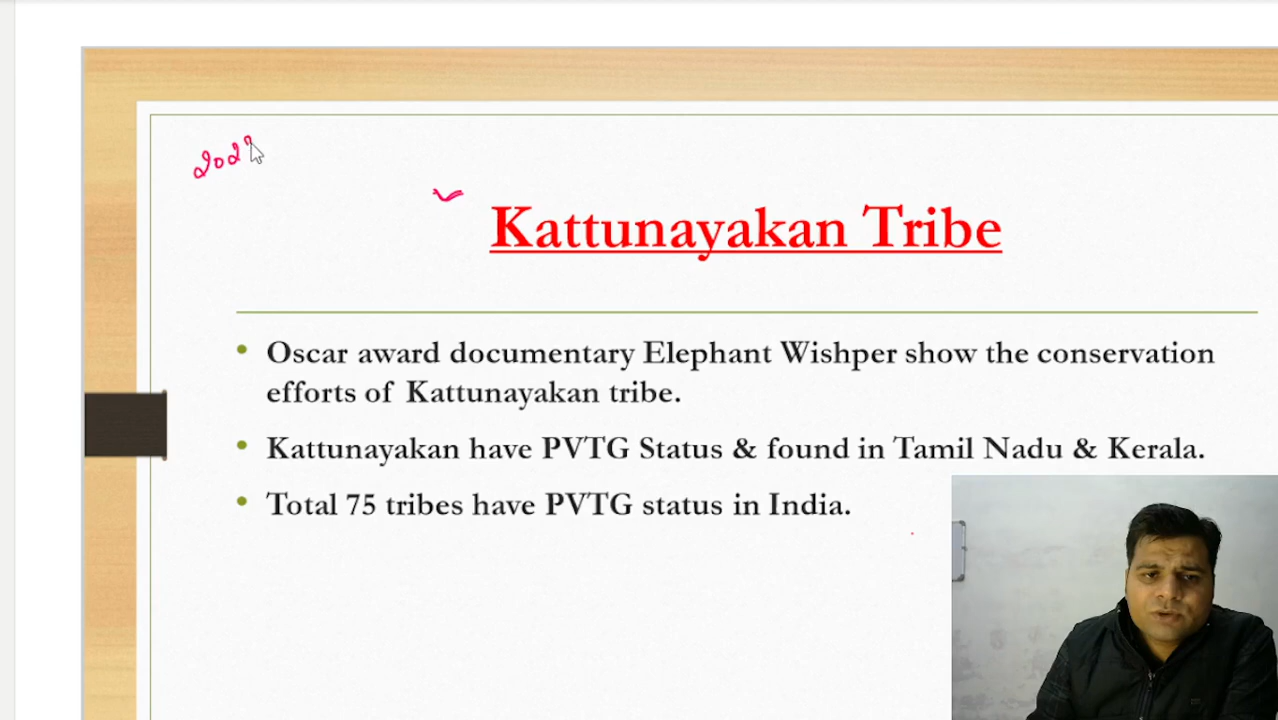 Kattunayakan Tribe
Oscar award documentary Elephant Wishper show the conservation
efforts of Kattunayakan tribe.
Kattunayakan have PVTG Status & found in Tamil Nadu & Kerala.
Total 75 tribes have PVTG status in India.